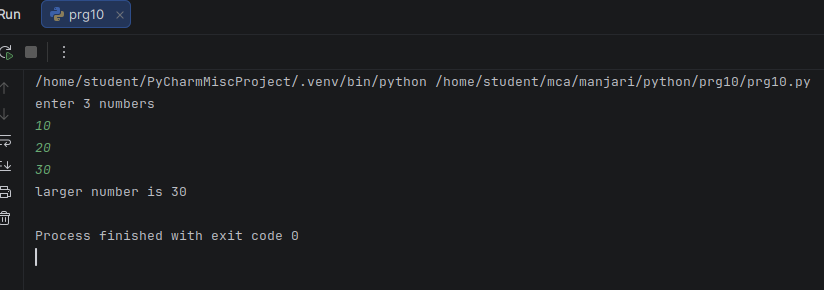 Run
prg10
/home/student/PyCharmMiscProject/.venv/bin/python /home/student/mca/manjari/python/prg10/prg10.py
enter 3 numbers
10
20
30
larger number is 30
Process finished with exit code 0